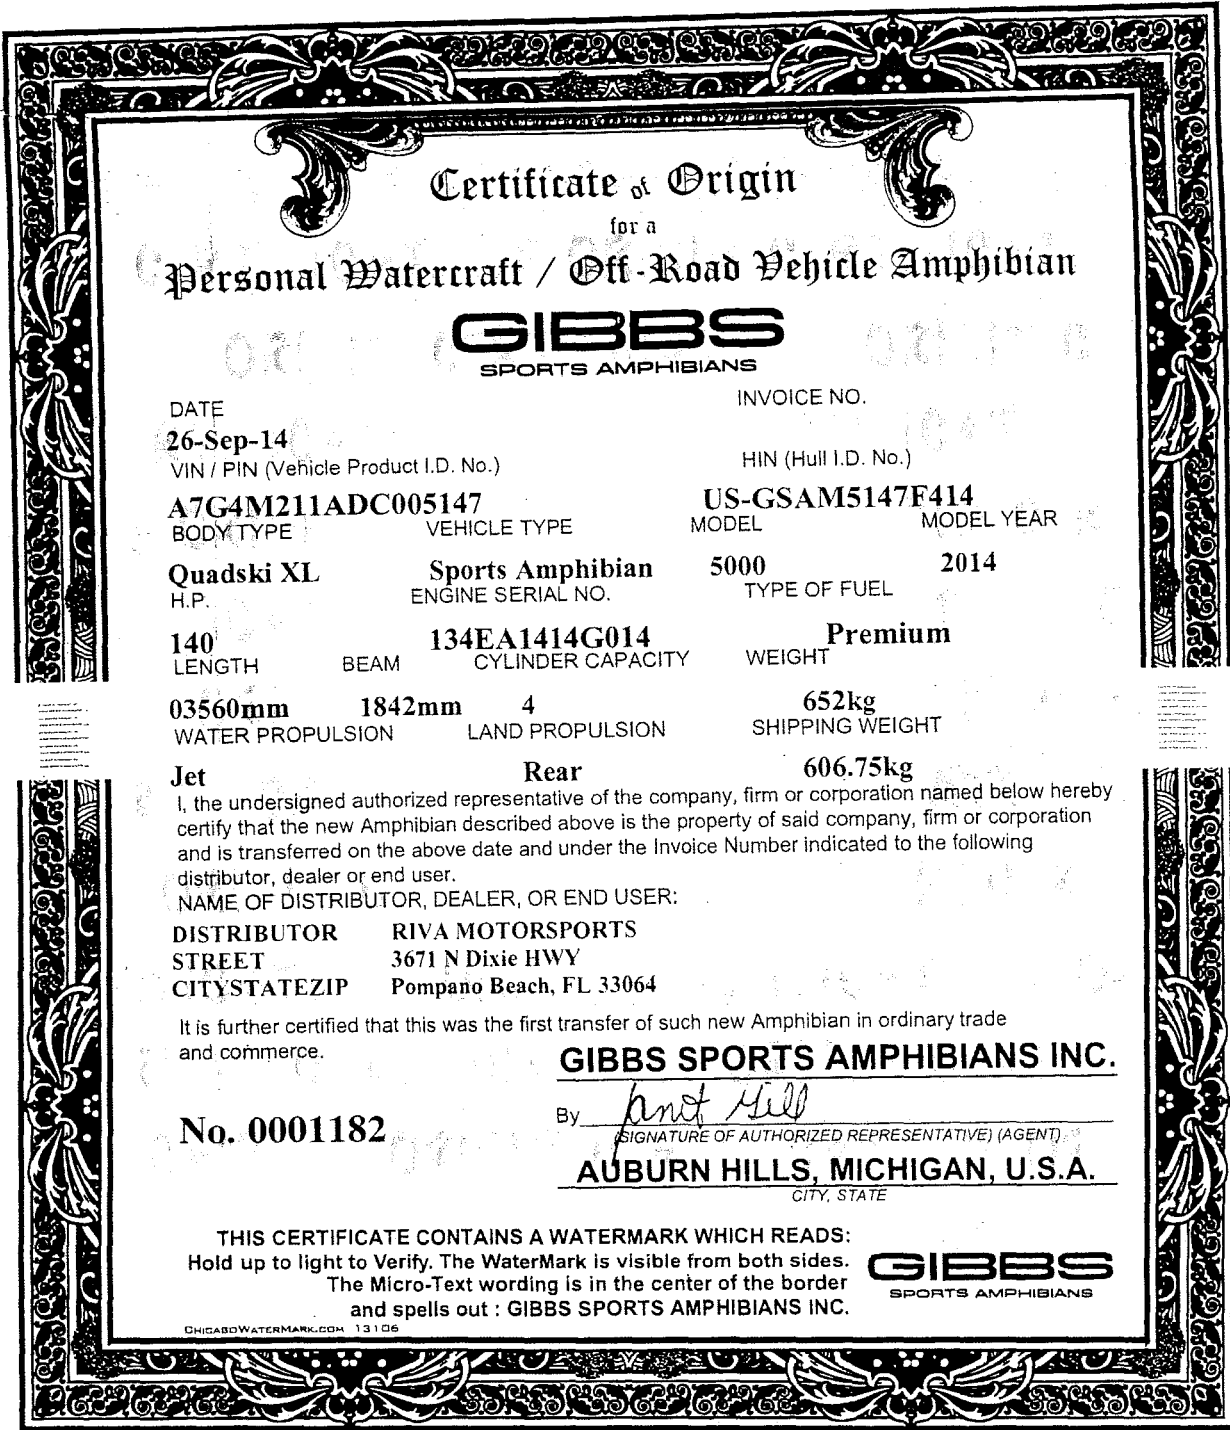 Certificate of Origin
for a
Personal Watercraft / Off-Road Vehicle Amphibian
GIBBS
SPORTS AMPHIBIANS
DATE INVOICE NO.
26-Sep-14
VIN / PIN (Vehicle Product I.D. No.) HIN (Hull I.D. No.)
A7G4M211ADC005147 US-GSAM5147F414
BODY TYPE VEHICLE TYPE MODEL MODEL YEAR
Quadski XL Sports Amphibian 5000 2014
H.P. ENGINE SERIAL NO. TYPE OF FUEL
140 134EA1414G014 Premium
LENGTH BEAM CYLINDER CAPACITY WEIGHT
03560mm 1842mm 4 652kg
WATER PROPULSION LAND PROPULSION SHIPPING WEIGHT
Jet Rear 606.75kg
I, the undersigned authorized representative of the company, firm or corporation named below hereby
certify that the new Amphibian described above is the property of said company, firm or corporation
and is transferred on the above date and under the Invoice Number indicated to the following
distributor, dealer or end user.
NAME OF DISTRIBUTOR, DEALER, OR END USER:
DISTRIBUTOR RIVA MOTORSPORTS
STREET 3671 N Dixie HWY
CITYSTATEZIP Pompano Beach, FL 33064
It is further certified that this was the first transfer of such new Amphibian in ordinary trade
and commerce.
GIBBS SPORTS AMPHIBIANS INC.
By Janet Gill
No. 0001182
(SIGNATURE OF AUTHORIZED REPRESENTATIVE) (AGENT)
AUBURN HILLS, MICHIGAN, U.S.A.
CITY, STATE
THIS CERTIFICATE CONTAINS A WATERMARK WHICH READS:
Hold up to light to Verify. The WaterMark is visible from both sides.
The Micro-Text wording is in the center of the border
and spells out : GIBBS SPORTS AMPHIBIANS INC.
GIBBS
SPORTS AMPHIBIANS
CHICAGOWATERMARK.COM 13106